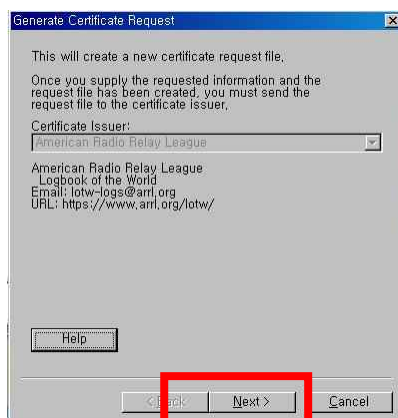 Generate Certificate Request
This will create a new certificate request file,
Once you supply the requested information and the
request file has been created, you must send the
request file to the certificate issuer,
Certificate Issuer:
American Radio Relay League
American Radio Relay League
Logbook of the World
Email: lotw-logs@arrl.org
URL: https://www.arrl.org/lotw/
Help
< Back
Next >
Cancel